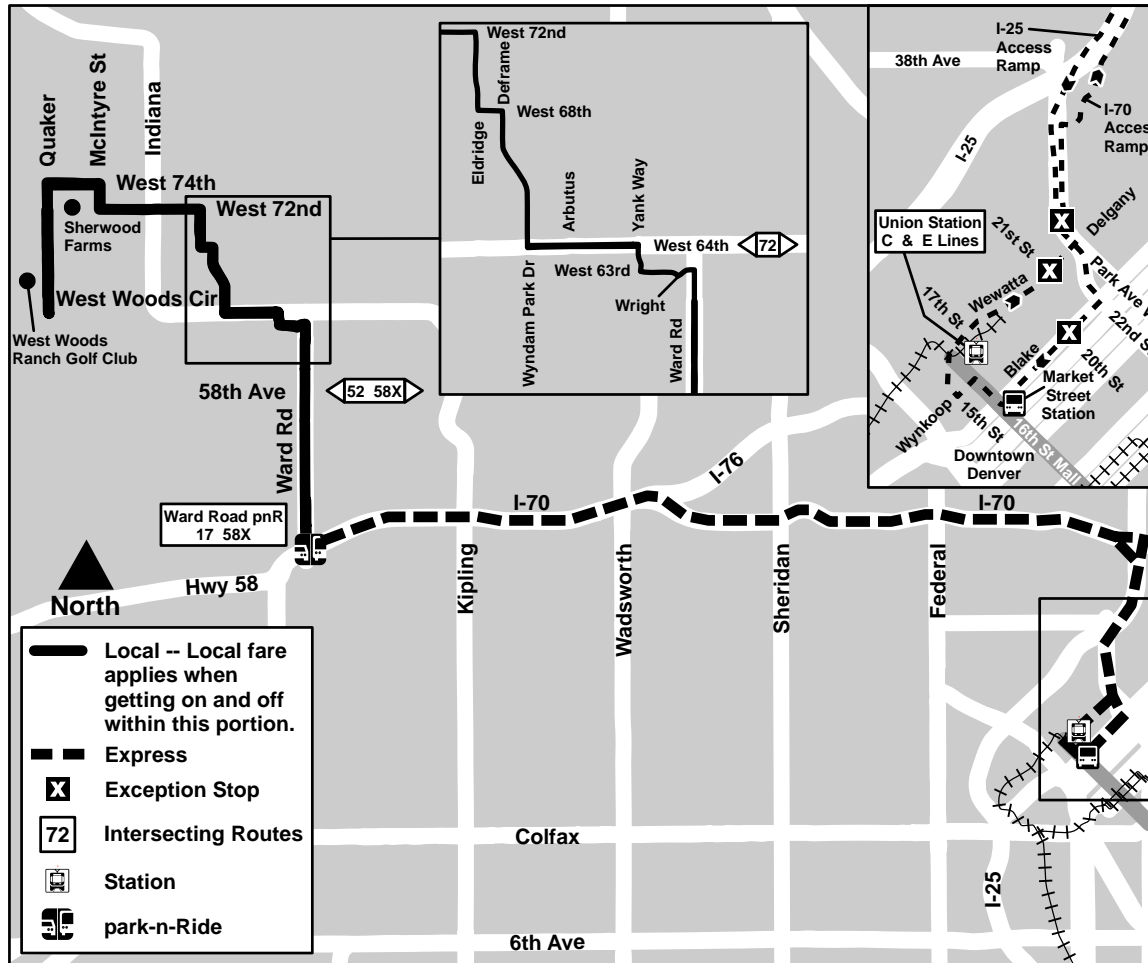 Quaker
McIntyre St
Indiana
West 74th
West 72nd
Sherwood
Farms
West Woods Cir
West Woods
Ranch Golf Club
58th Ave
52 58X
Ward Rd
Ward Road pnR
17 58X
Hwy 58
North
I-70
I-76
I-70
Kipling
Wadsworth
Sheridan
Federal
Colfax
6th Ave
I-25
West 72nd
Deframe
West 68th
Eldridge
Arbutus
Yank Way
West 64th
72
West 63rd
Wright
Wyndam Park Dr
Ward Rd
I-25
Access
Ramp
38th Ave
I-70
Acces
Ramp
I-25
Union Station
C & E Lines
21st St
Delgany
Park Ave W
17th St
Wewatta
22nd S
20th St
Blake
Market
Street
Station
Wynkoop
15th St
16th St Mall
Downtown
Denver
Local -- Local fare
applies when
getting on and off
within this portion.
Express
X Exception Stop
72 Intersecting Routes
Station
park-n-Ride
X
X
X